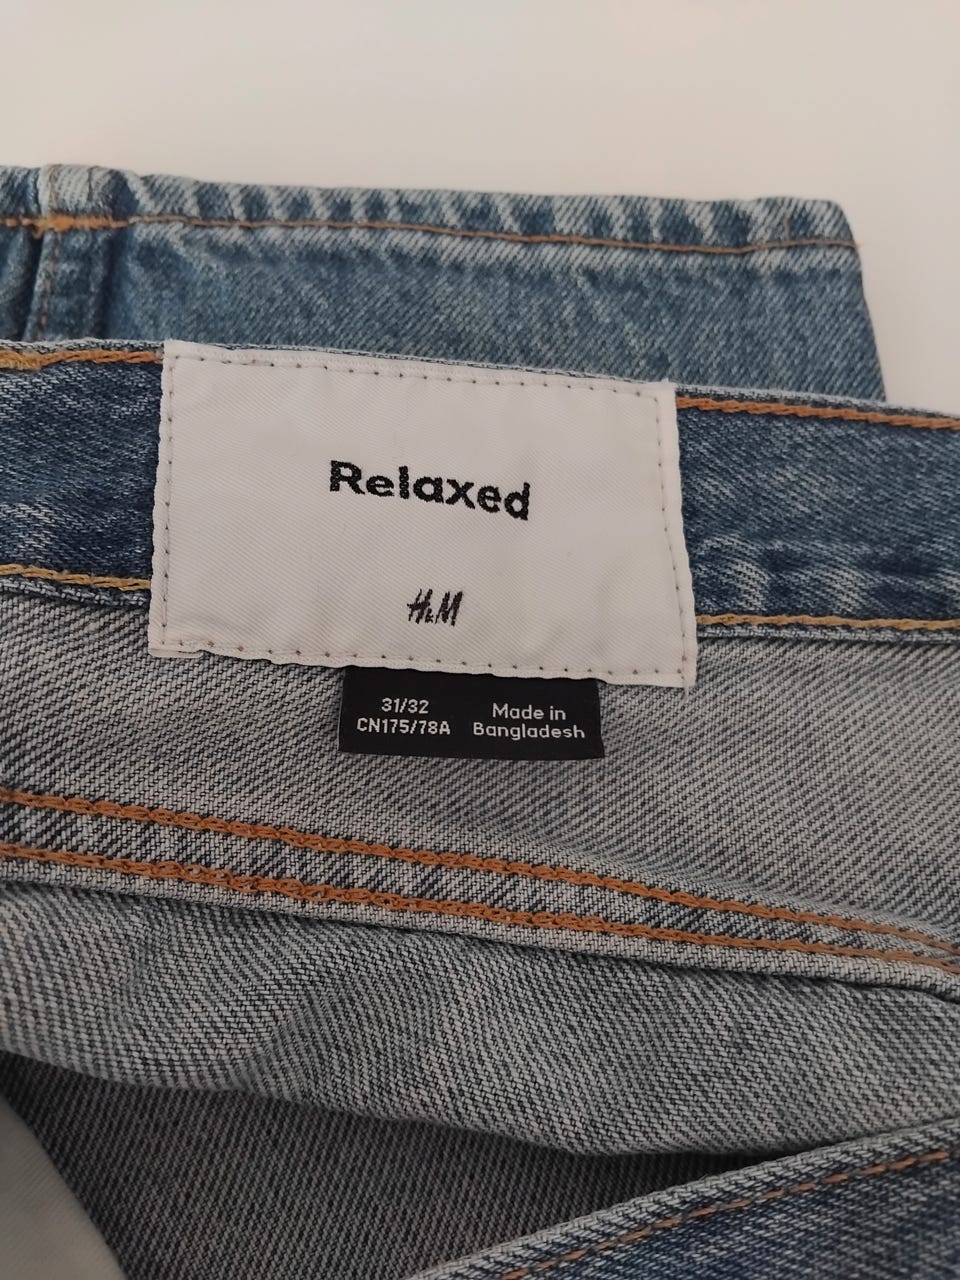 Relaxed
H&M
31/32
CN175/78A
Made in
Bangladesh